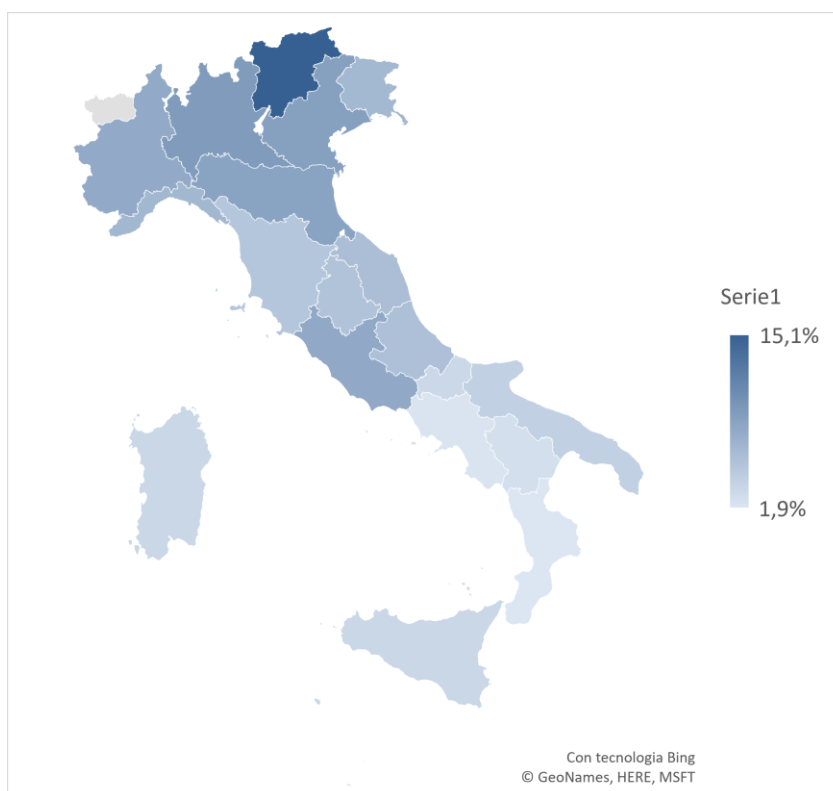 Serie1
15,1%
1,9%
Con tecnologia Bing
© GeoNames, HERE, MSFT